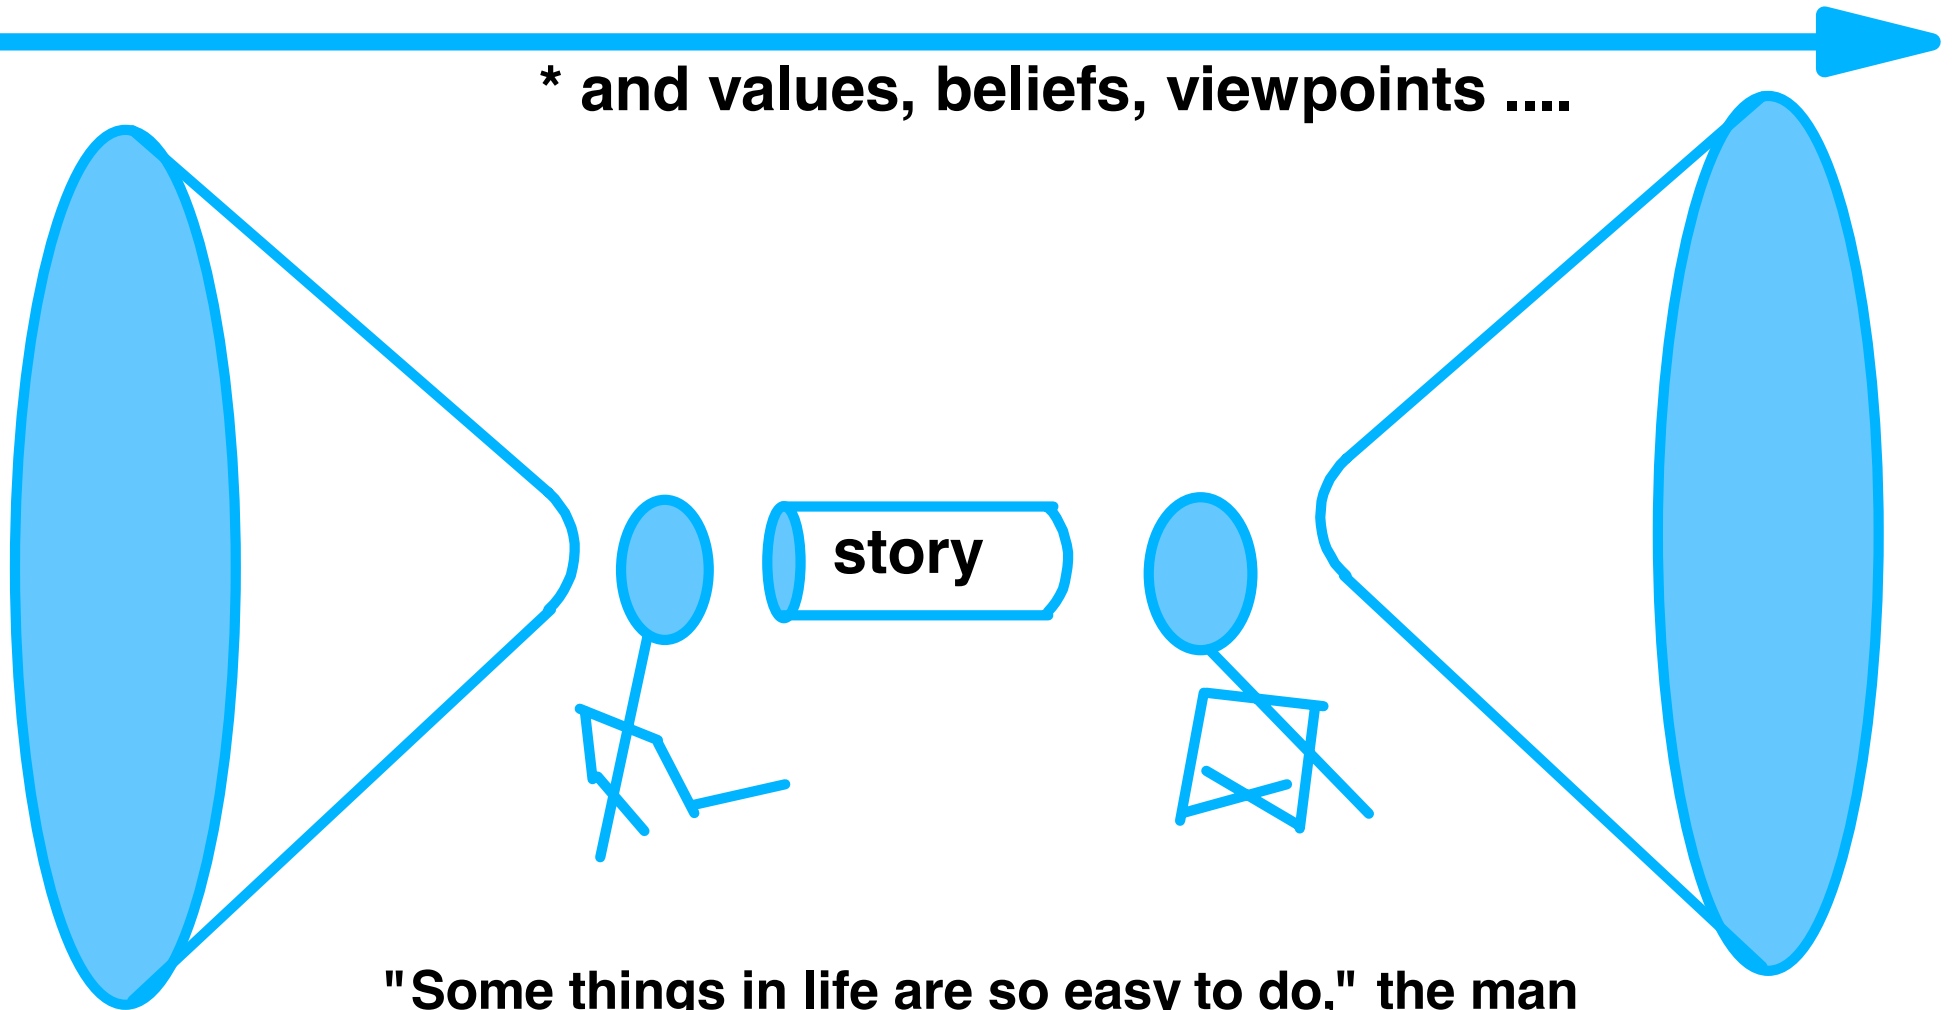 * and values, beliefs, viewpoints ....
story
"Some things in life are so easy to do," the man